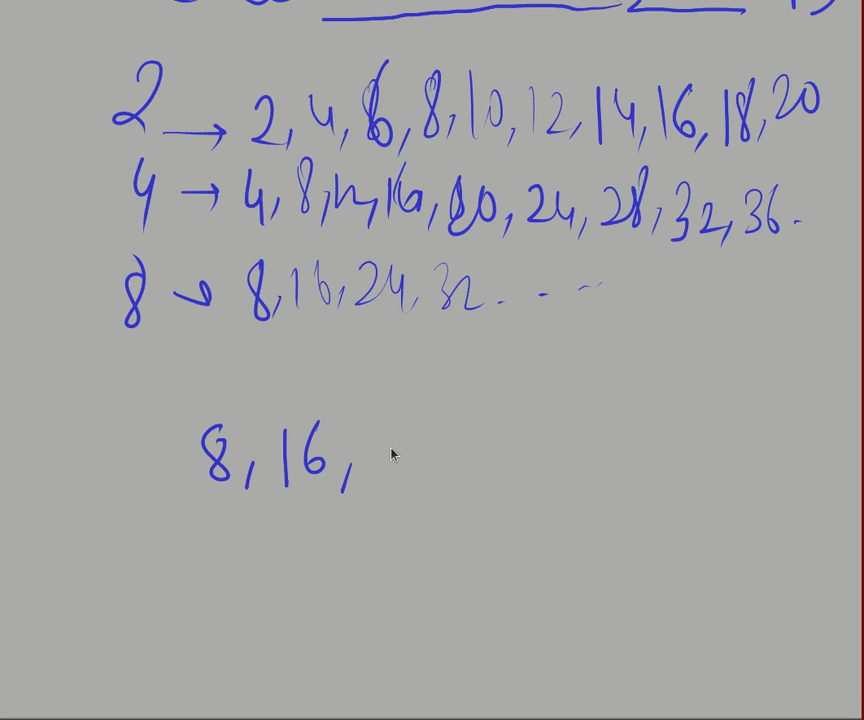 2 → 2, 4, 6, 8, 10, 12, 14, 16, 18, 20
4 → 4, 8, 12, 16, 20, 24, 28, 32, 36.
8 → 8, 16, 24, 32. . . .
8, 16,